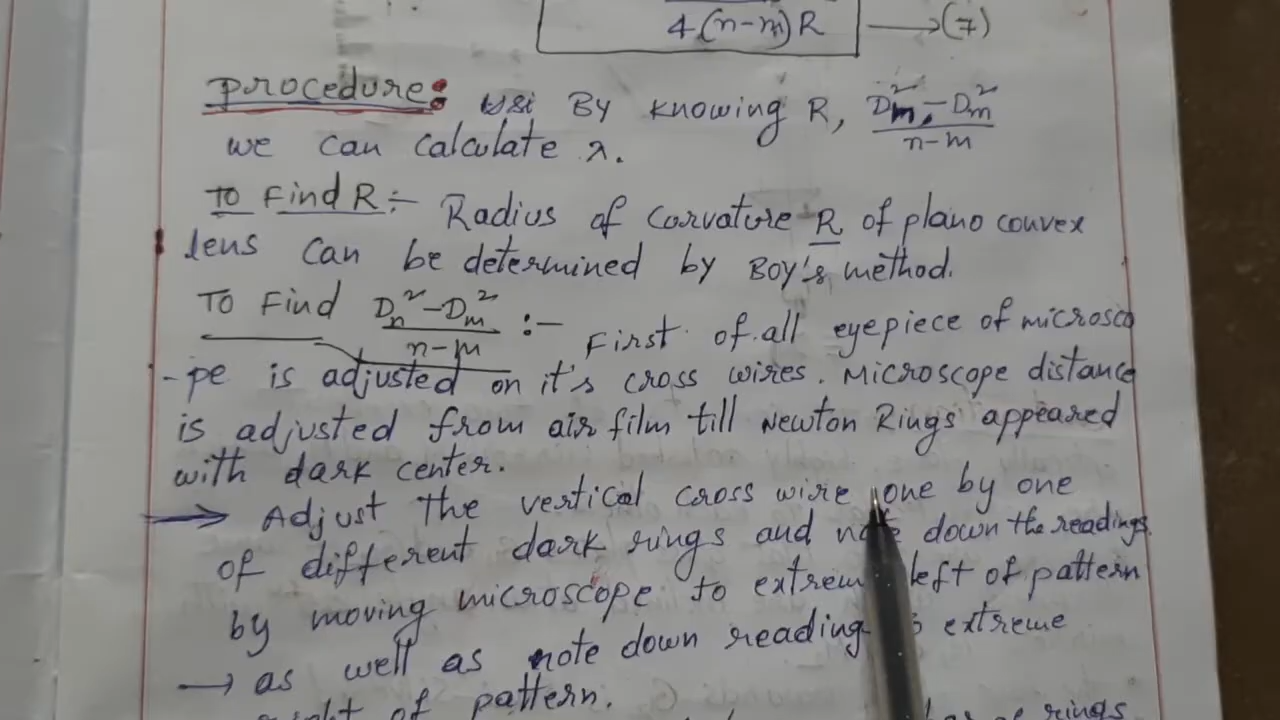 4(n-m)R →(7)
Procedure: By Knowing R, Dn²-Dm²/n-m
we can calculate λ.
To Find R:- Radius of Corvature R of plano convex
lens can be determined by Boy's method.
To Find Dn²-Dm²/n-m :- First of all eyepiece of microsco
-pe is adjusted on it's cross wires. Microscope distance
is adjusted from air film till Newton Rings appeared
with dark center.
→ Adjust the vertical cross wire one by one
of different dark rings and note down the readings
by moving microscope to extreme left of pattern
→ as well as note down reading extreme
right of pattern.
rings